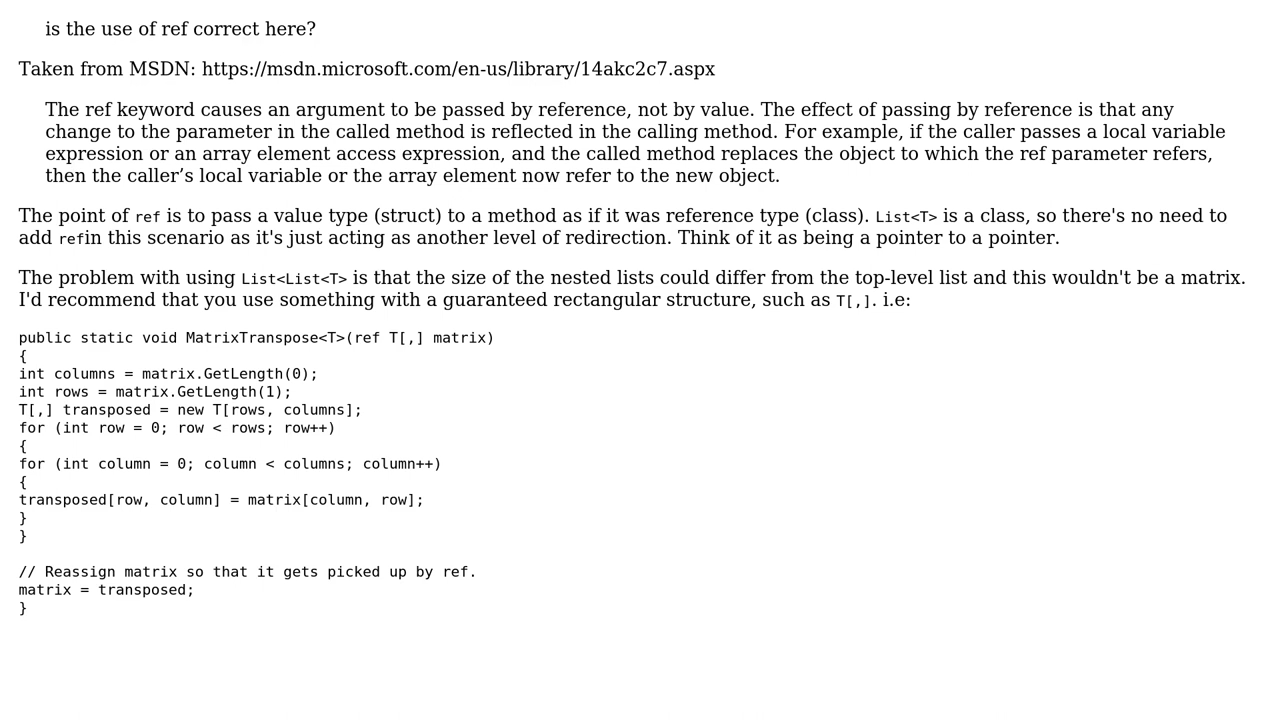 is the use of ref correct here?
Taken from MSDN: https://msdn.microsoft.com/en-us/library/14akc2c7.aspx
The ref keyword causes an argument to be passed by reference, not by value. The effect of passing by reference is that any
change to the parameter in the called method is reflected in the calling method. For example, if the caller passes a local variable
expression or an array element access expression, and the called method replaces the object to which the ref parameter refers,
then the caller’s local variable or the array element now refer to the new object.
The point of ref is to pass a value type (struct) to a method as if it was reference type (class). List<T> is a class, so there's no need to
add refin this scenario as it's just acting as another level of redirection. Think of it as being a pointer to a pointer.
The problem with using List<List<T> is that the size of the nested lists could differ from the top-level list and this wouldn't be a matrix.
I'd recommend that you use something with a guaranteed rectangular structure, such as T[,]. i.e:
public static void MatrixTranspose<T>(ref T[,] matrix)
{
int columns = matrix.GetLength(0);
int rows = matrix.GetLength(1);
T[,] transposed = new T[rows, columns];
for (int row = 0; row < rows; row++)
{
for (int column = 0; column < columns; column++)
{
transposed[row, column] = matrix[column, row];
}
}
// Reassign matrix so that it gets picked up by ref.
matrix = transposed;
}